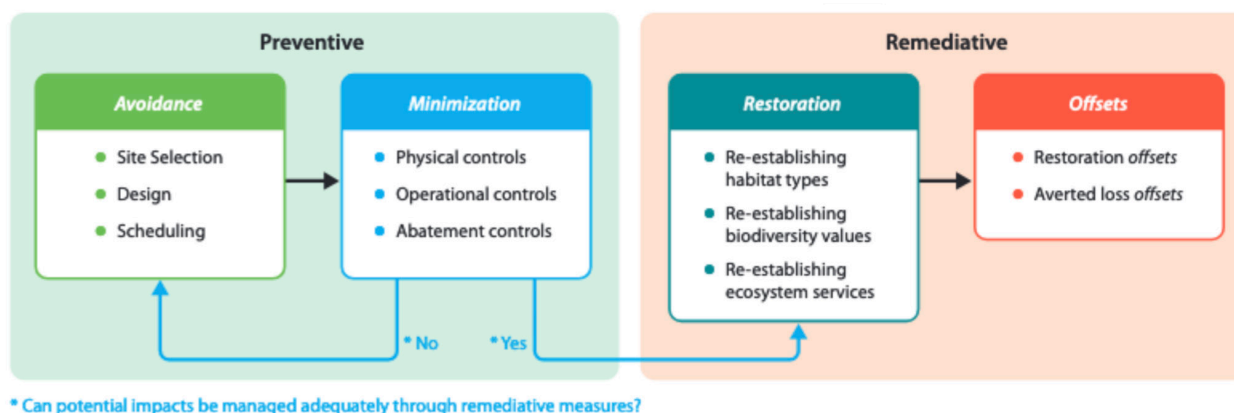 Preventive
Avoidance
Site Selection
Design
Scheduling
Minimization
Physical controls
Operational controls
Abatement controls
* No
* Yes
Remediative
Restoration
Re-establishing
habitat types
Re-establishing
biodiversity values
Re-establishing
ecosystem services
Offsets
Restoration offsets
Averted loss offsets
* Can potential impacts be managed adequately through remediative measures?